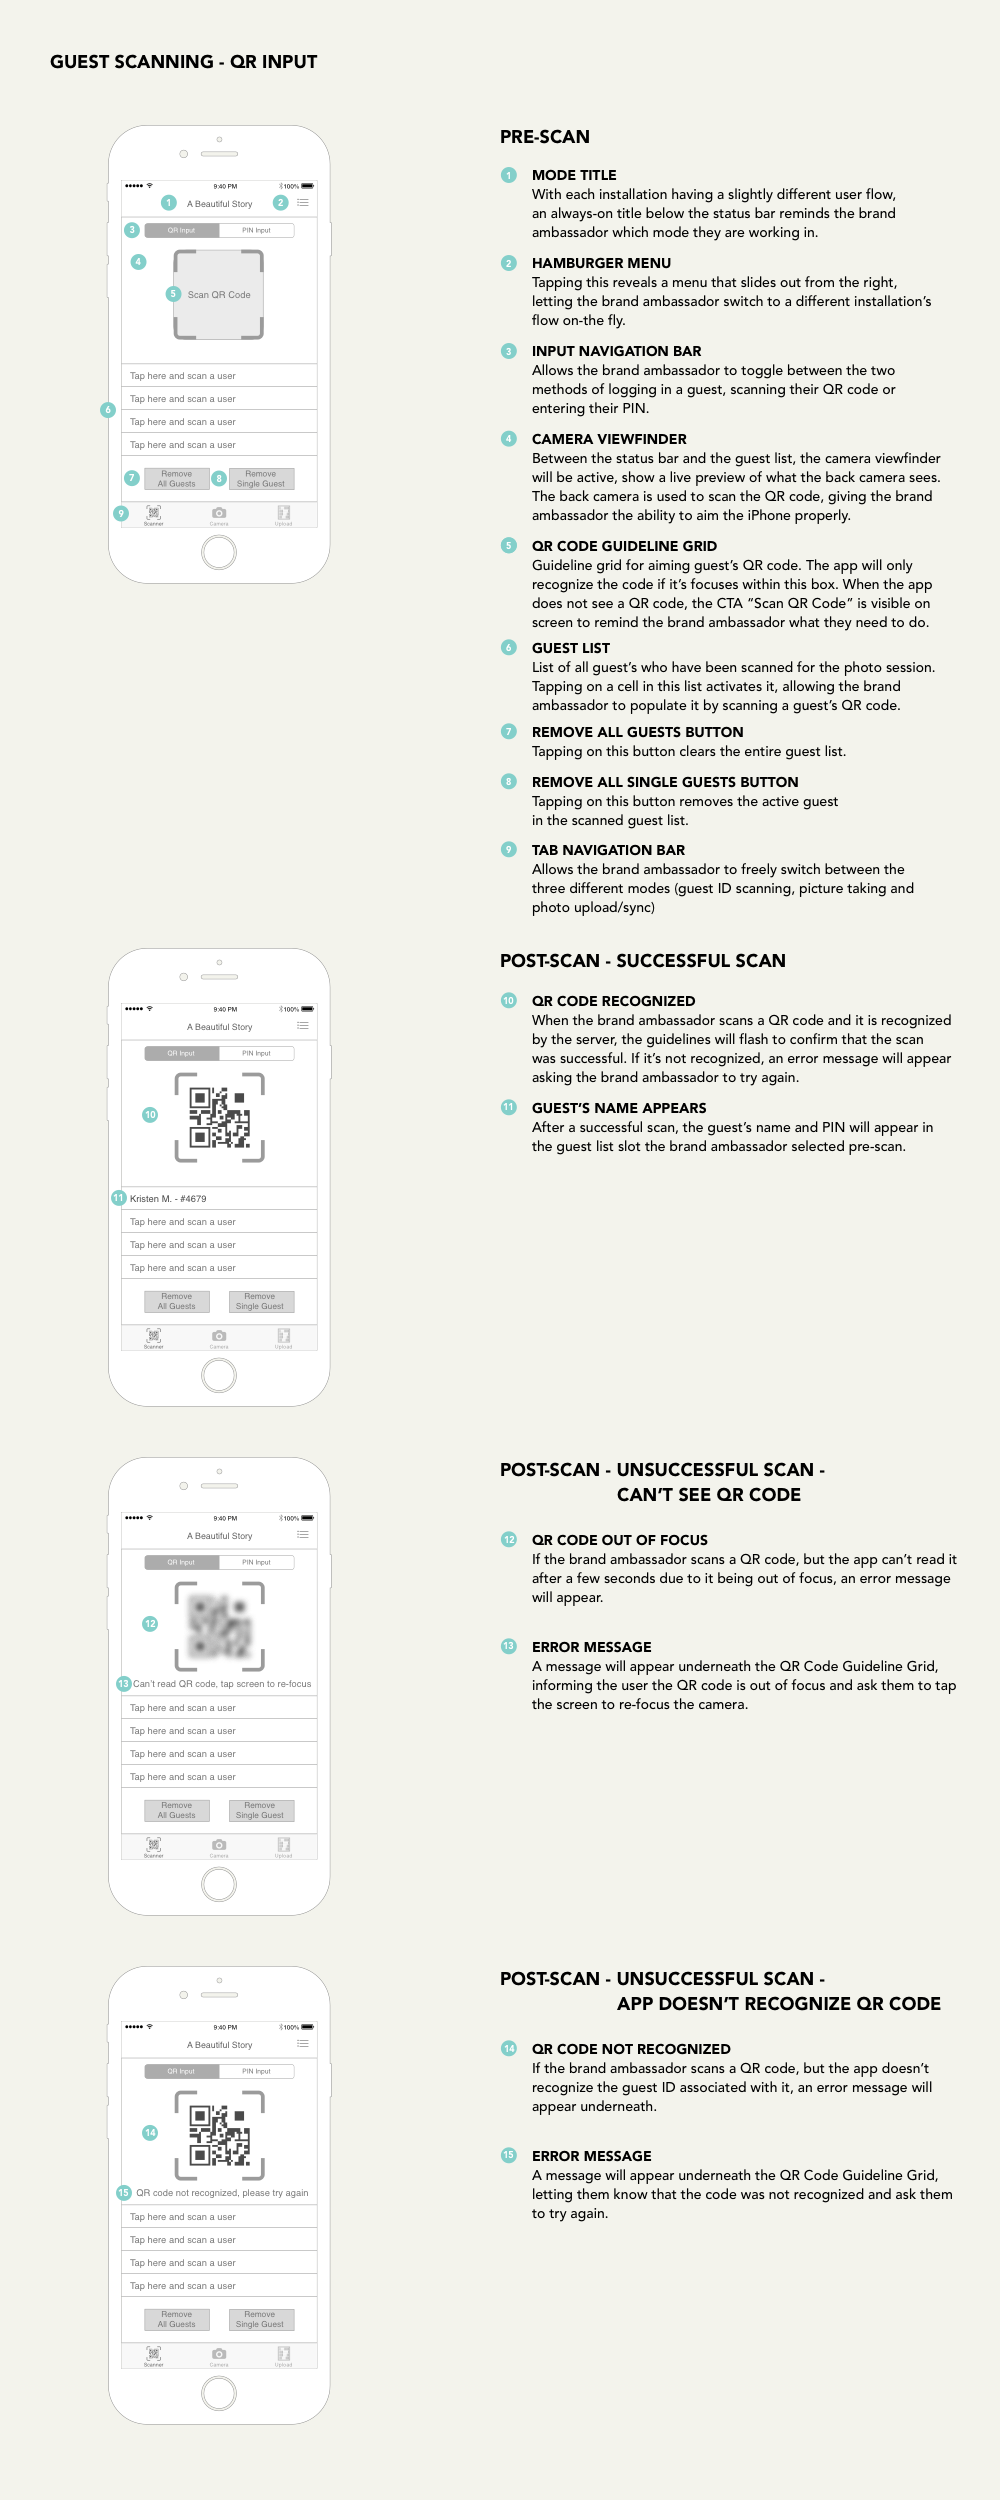 GUEST SCANNING - QR INPUT
9:40 PM
100%
1
A Beautiful Story
2
3
QR Input
PIN Input
4
5
Scan QR Code
Tap here and scan a user
Tap here and scan a user
6
Tap here and scan a user
Tap here and scan a user
7
Remove
All Guests
8
Remove
Single Guest
9
Scanner
Camera
Upload
PRE-SCAN
1
MODE TITLE
With each installation having a slightly different user flow,
an always-on title below the status bar reminds the brand
ambassador which mode they are working in.
2
HAMBURGER MENU
Tapping this reveals a menu that slides out from the right,
letting the brand ambassador switch to a different installation’s
flow on-the fly.
3
INPUT NAVIGATION BAR
Allows the brand ambassador to toggle between the two
methods of logging in a guest, scanning their QR code or
entering their PIN.
4
CAMERA VIEWFINDER
Between the status bar and the guest list, the camera viewfinder
will be active, show a live preview of what the back camera sees.
The back camera is used to scan the QR code, giving the brand
ambassador the ability to aim the iPhone properly.
5
QR CODE GUIDELINE GRID
Guideline grid for aiming guest’s QR code. The app will only
recognize the code if it’s focuses within this box. When the app
does not see a QR code, the CTA “Scan QR Code” is visible on
screen to remind the brand ambassador what they need to do.
6
GUEST LIST
List of all guest’s who have been scanned for the photo session.
Tapping on a cell in this list activates it, allowing the brand
ambassador to populate it by scanning a guest’s QR code.
7
REMOVE ALL GUESTS BUTTON
Tapping on this button clears the entire guest list.
8
REMOVE ALL SINGLE GUESTS BUTTON
Tapping on this button removes the active guest
in the scanned guest list.
9
TAB NAVIGATION BAR
Allows the brand ambassador to freely switch between the
three different modes (guest ID scanning, picture taking and
photo upload/sync)
9:40 PM
100%
A Beautiful Story
QR Input
PIN Input
10
11
Kristen M. - #4679
Tap here and scan a user
Tap here and scan a user
Tap here and scan a user
Remove
All Guests
Remove
Single Guest
Scanner
Camera
Upload
POST-SCAN - SUCCESSFUL SCAN
10
QR CODE RECOGNIZED
When the brand ambassador scans a QR code and it is recognized
by the server, the guidelines will flash to confirm that the scan
was successful. If it’s not recognized, an error message will appear
asking the brand ambassador to try again.
11
GUEST’S NAME APPEARS
After a successful scan, the guest’s name and PIN will appear in
the guest list slot the brand ambassador selected pre-scan.
9:40 PM
100%
A Beautiful Story
QR Input
PIN Input
12
13
Can’t read QR code, tap screen to re-focus
Tap here and scan a user
Tap here and scan a user
Tap here and scan a user
Tap here and scan a user
Remove
All Guests
Remove
Single Guest
Scanner
Camera
Upload
POST-SCAN - UNSUCCESSFUL SCAN -
CAN’T SEE QR CODE
12
QR CODE OUT OF FOCUS
If the brand ambassador scans a QR code, but the app can’t read it
after a few seconds due to it being out of focus, an error message
will appear.
13
ERROR MESSAGE
A message will appear underneath the QR Code Guideline Grid,
informing the user the QR code is out of focus and ask them to tap
the screen to re-focus the camera.
9:40 PM
100%
A Beautiful Story
QR Input
PIN Input
14
15
QR code not recognized, please try again
Tap here and scan a user
Tap here and scan a user
Tap here and scan a user
Tap here and scan a user
Remove
All Guests
Remove
Single Guest
Scanner
Camera
Upload
POST-SCAN - UNSUCCESSFUL SCAN -
APP DOESN’T RECOGNIZE QR CODE
14
QR CODE NOT RECOGNIZED
If the brand ambassador scans a QR code, but the app doesn’t
recognize the guest ID associated with it, an error message will
appear underneath.
15
ERROR MESSAGE
A message will appear underneath the QR Code Guideline Grid,
letting them know that the code was not recognized and ask them
to try again.